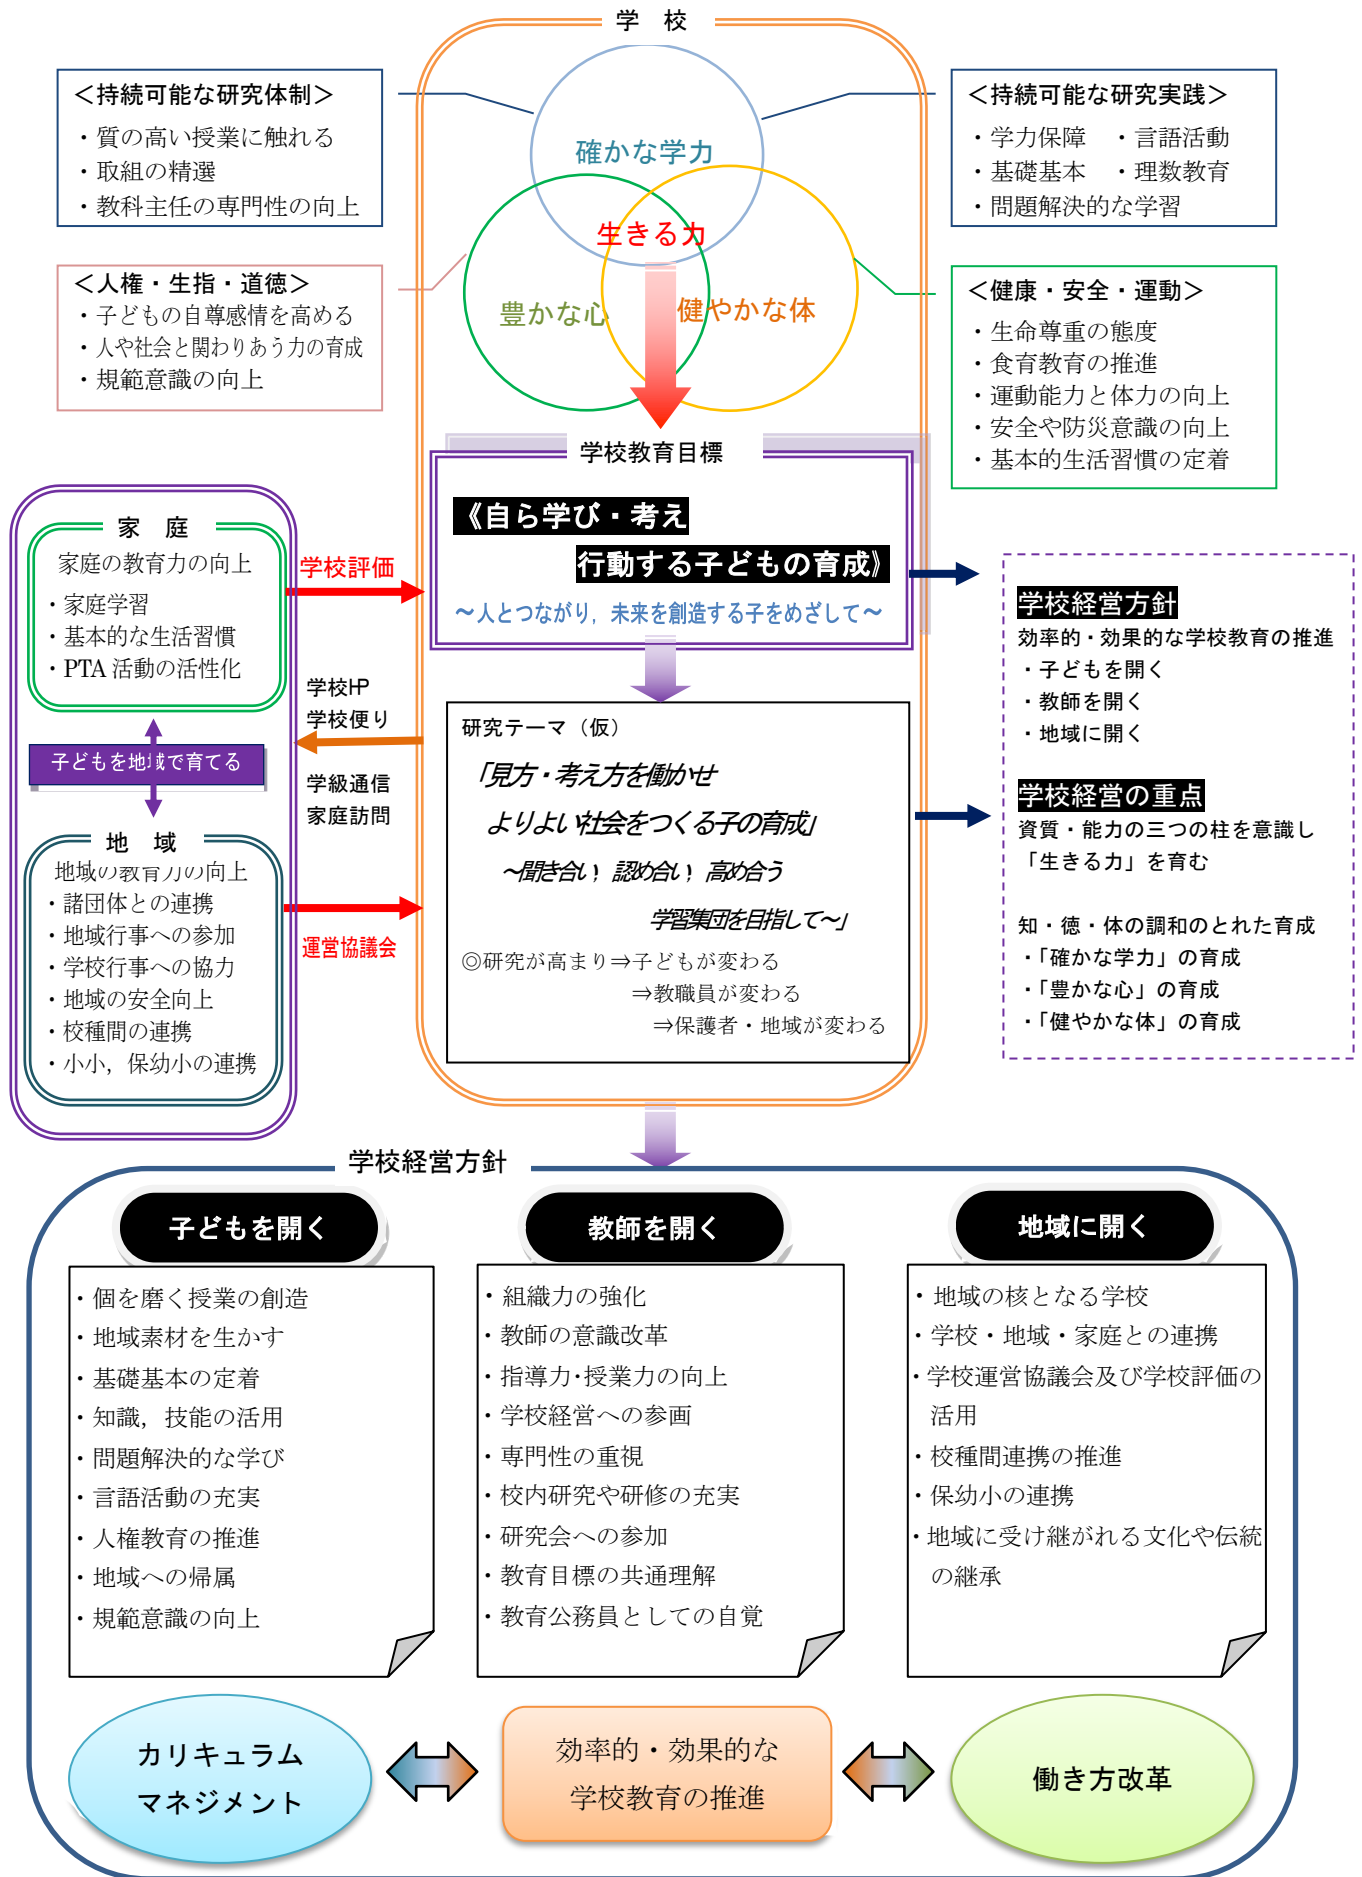 学　校
＜持続可能な研究体制＞
・質の高い授業に触れる
・取組の精選
・教科主任の専門性の向上
＜持続可能な研究実践＞
・学力保障　・言語活動
・基礎基本　・理数教育
・問題解決的な学習
確かな学力
生きる力
豊かな心
健やかな体
＜人権・生指・道徳＞
・子どもの自尊感情を高める
・人や社会と関わりあう力の育成
・規範意識の向上
＜健康・安全・運動＞
・生命尊重の態度
・食育教育の推進
・運動能力と体力の向上
・安全や防災意識の向上
・基本的生活習慣の定着
学校教育目標
《自ら学び・考え
行動する子どもの育成》
～人とつながり，未来を創造する子をめざして～
家　庭
家庭の教育力の向上
・家庭学習
・基本的な生活習慣
・PTA 活動の活性化
学校評価
学校HP
学校便り
学級通信
家庭訪問
子どもを地域で育てる
地　域
地域の教育力の向上
・諸団体との連携
・地域行事への参加
・学校行事への協力
・地域の安全向上
・校種間の連携
・小小，保幼小の連携
運営協議会
研究テーマ（仮）
「見方・考え方を働かせ
よりよい社会をつくる子の育成」
～聞き合い，認め合い，高め合う
学習集団を目指して～」
◎研究が高まり⇒子どもが変わる
⇒教職員が変わる
⇒保護者・地域が変わる
学校経営方針
効率的・効果的な学校教育の推進
・子どもを開く
・教師を開く
・地域に開く
学校経営の重点
資質・能力の三つの柱を意識し
「生きる力」を育む
知・徳・体の調和のとれた育成
・「確かな学力」の育成
・「豊かな心」の育成
・「健やかな体」の育成
学校経営方針
子どもを開く
・個を磨く授業の創造
・地域素材を生かす
・基礎基本の定着
・知識，技能の活用
・問題解決的な学び
・言語活動の充実
・人権教育の推進
・地域への帰属
・規範意識の向上
教師を開く
・組織力の強化
・教師の意識改革
・指導力・授業力の向上
・学校経営への参画
・専門性の重視
・校内研究や研修の充実
・研究会への参加
・教育目標の共通理解
・教育公務員としての自覚
地域に開く
・地域の核となる学校
・学校・地域・家庭との連携
・学校運営協議会及び学校評価の
活用
・校種間連携の推進
・保幼小の連携
・地域に受け継がれる文化や伝統
の継承
カリキュラム
マネジメント
効率的・効果的な
学校教育の推進
働き方改革